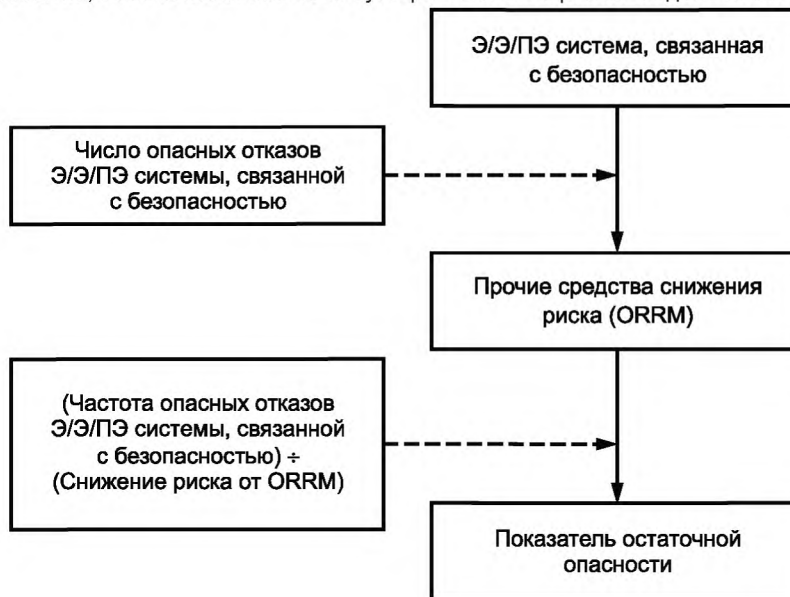 Э/Э/ПЭ система, связанная
с безопасностью
Число опасных отказов
Э/Э/ПЭ системы, связанной
с безопасностью
Прочие средства снижения
риска (ORRM)
(Частота опасных отказов
Э/Э/ПЭ системы, связанной
с безопасностью) ÷
(Снижение риска от ORRM)
Показатель остаточной
опасности